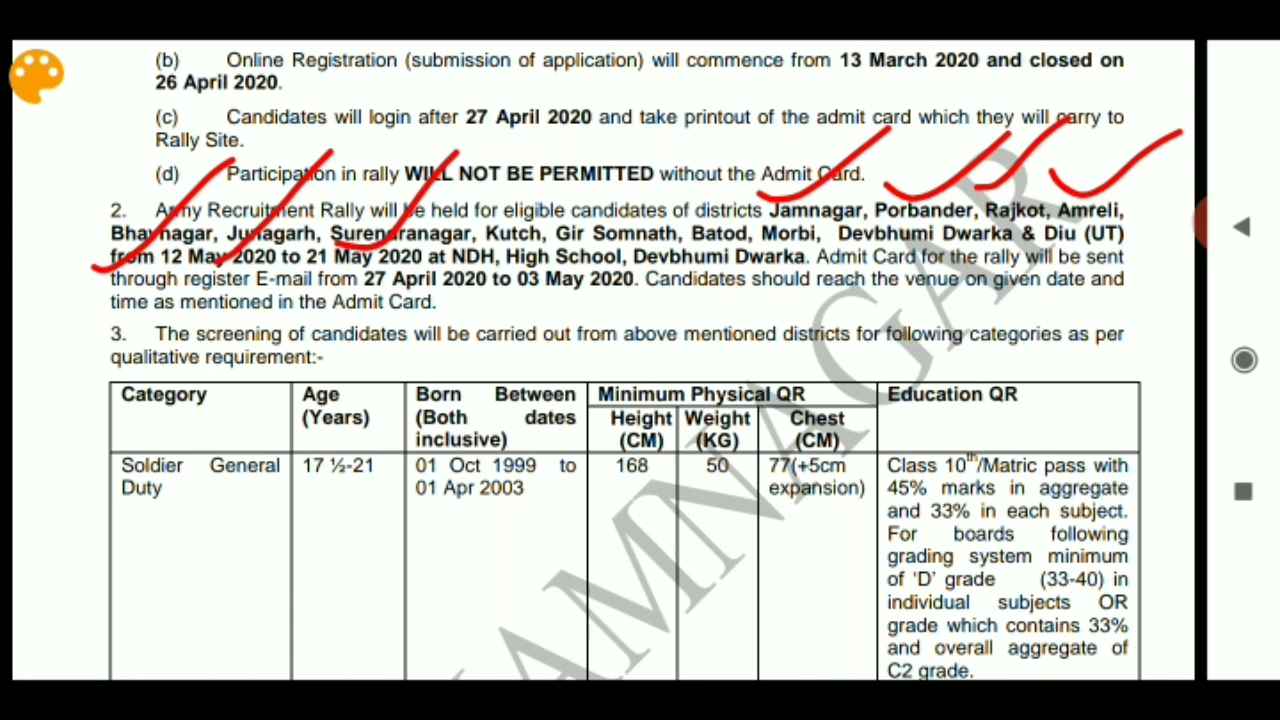 (b) Online Registration (submission of application) will commence from 13 March 2020 and closed on
26 April 2020.
(c) Candidates will login after 27 April 2020 and take printout of the admit card which they will carry to
Rally Site.
(d) Participation in rally WILL NOT BE PERMITTED without the Admit Card.
2. Army Recruitment Rally will be held for eligible candidates of districts Jamnagar, Porbander, Rajkot, Amreli,
Bhavnagar, Junagarh, Surendranagar, Kutch, Gir Somnath, Batod, Morbi, Devbhumi Dwarka & Diu (UT)
from 12 May 2020 to 21 May 2020 at NDH, High School, Devbhumi Dwarka. Admit Card for the rally will be sent
through register E-mail from 27 April 2020 to 03 May 2020. Candidates should reach the venue on given date and
time as mentioned in the Admit Card.
3. The screening of candidates will be carried out from above mentioned districts for following categories as per
qualitative requirement:-
Category
Age
(Years)
Born Between
(Both dates
inclusive)
Minimum Physical QR
Height
(CM)
Weight
(KG)
Chest
(CM)
Education QR
Soldier General
Duty
17 ½-21
01 Oct 1999 to
01 Apr 2003
168
50
77(+5cm
expansion)
Class 10th/Matric pass with
45% marks in aggregate
and 33% in each subject.
For boards following
grading system minimum
of 'D' grade (33-40) in
individual subjects OR
grade which contains 33%
and overall aggregate of
C2 grade.
JAMNAGAR